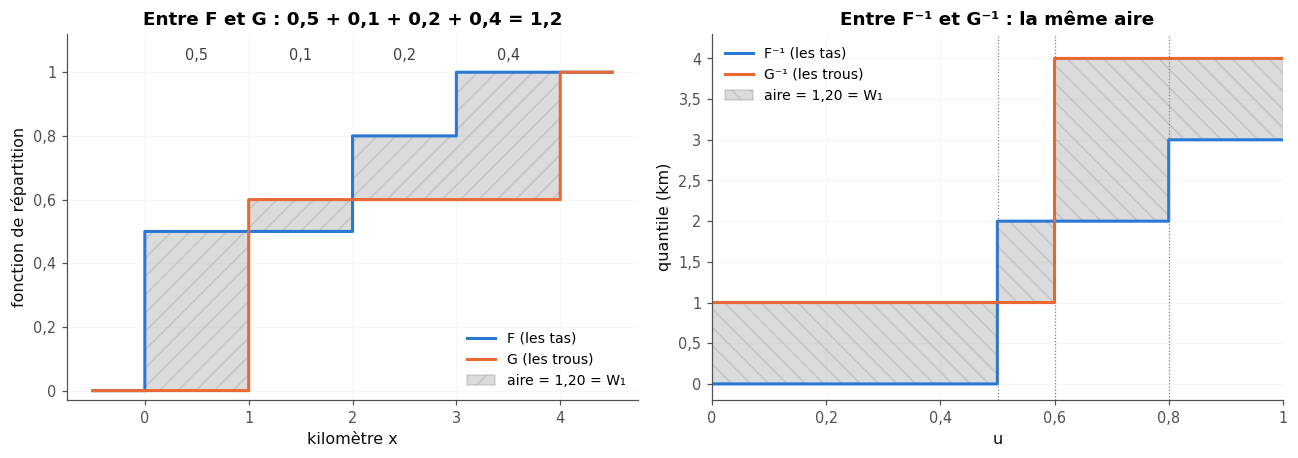 Entre F et G : 0,5 + 0,1 + 0,2 + 0,4 = 1,2
0,5 0,1 0,2 0,4
1
0,8
0,6
0,4
0,2
0
fonction de répartition
F (les tas)
G (les trous)
aire = 1,20 = W₁
0 1 2 3 4
kilomètre x
Entre F⁻¹ et G⁻¹ : la même aire
F⁻¹ (les tas)
G⁻¹ (les trous)
aire = 1,20 = W₁
4
3,5
3
2,5
2
1,5
1
0,5
0
quantile (km)
0 0,2 0,4 0,6 0,8 1
u